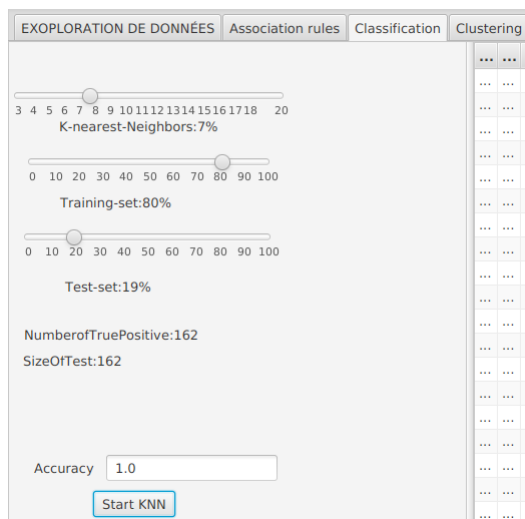 EXOPLORATION DE DONNÉES Association rules Classification Clustering
... ...
3 4 5 6 7 8 9 10 11 12 13 14 15 16 17 18 20
K-nearest-Neighbors:7%
0 10 20 30 40 50 60 70 80 90 100
Training-set:80%
0 10 20 30 40 50 60 70 80 90 100
Test-set:19%
NumberofTruePositive:162
SizeOfTest:162
Accuracy 1.0
Start KNN